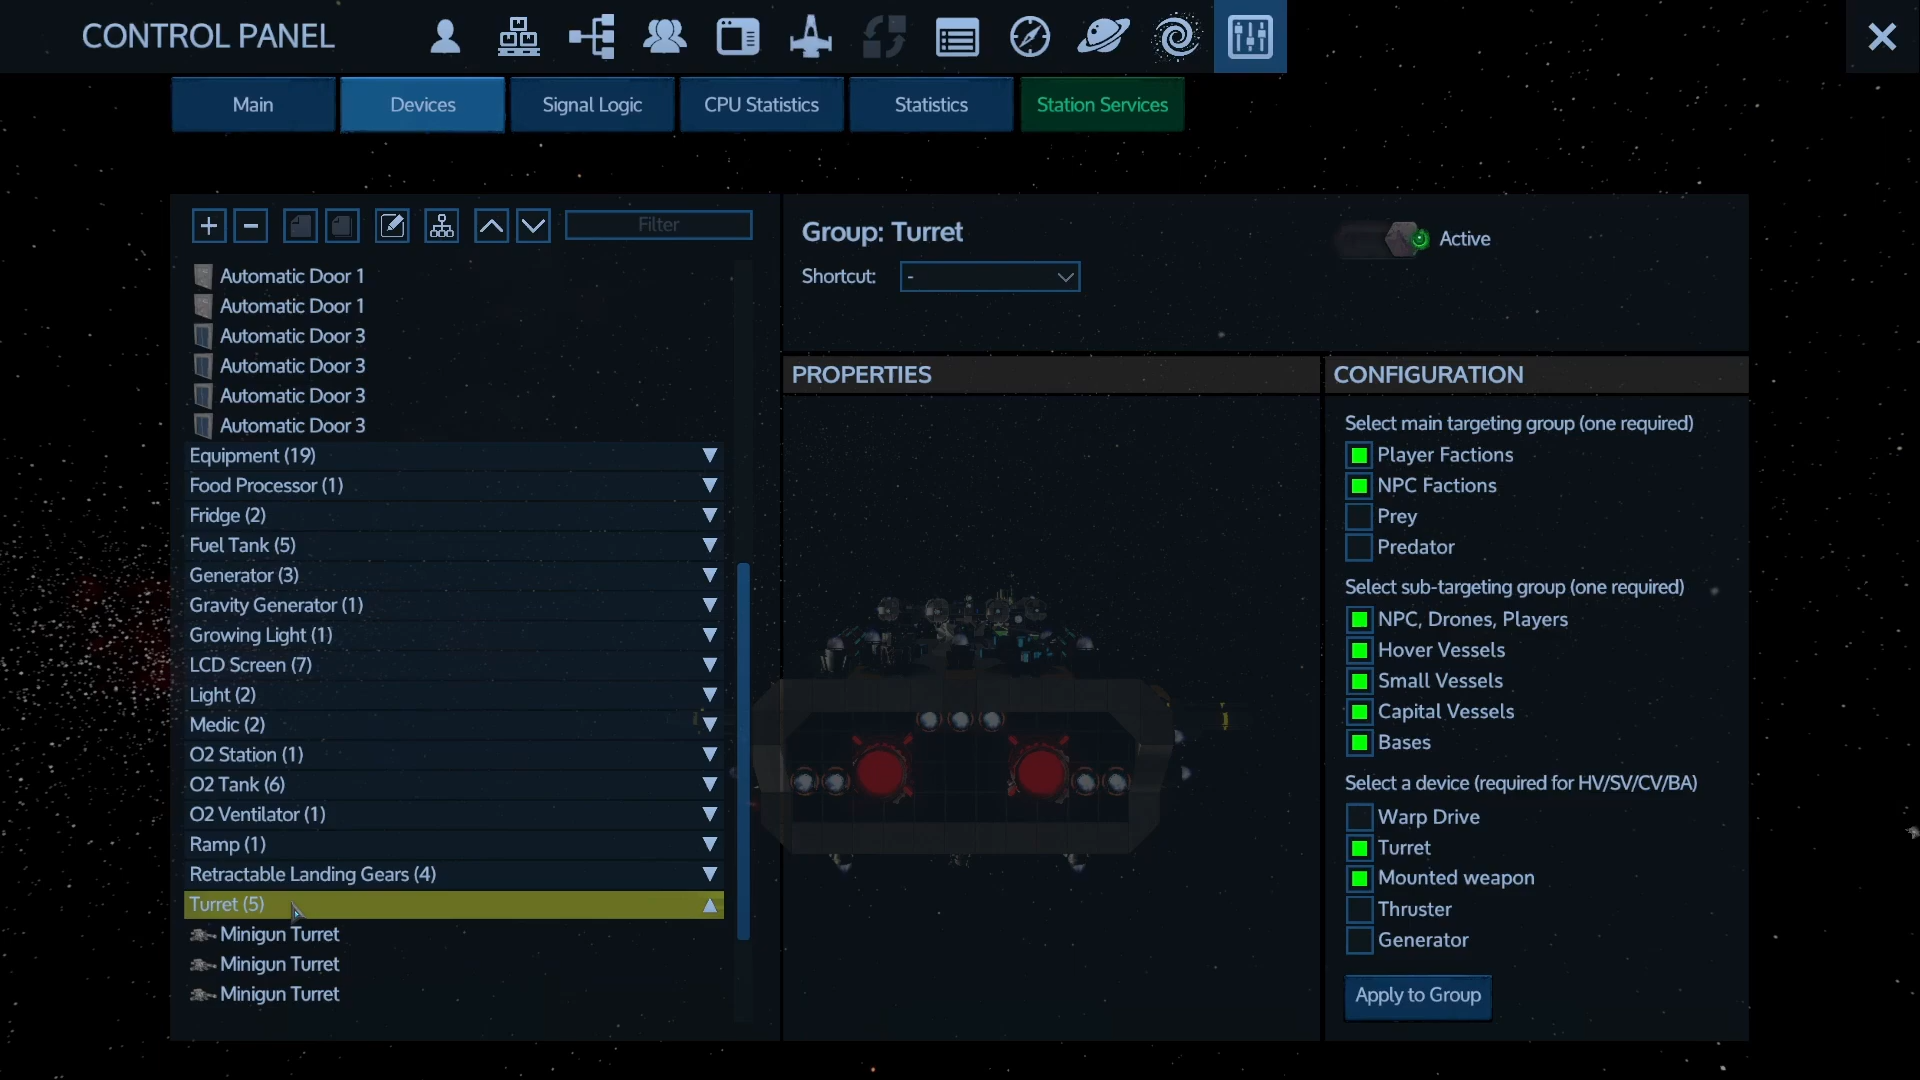 CONTROL PANEL
Main
Devices
Signal Logic
CPU Statistics
Statistics
Station Services
Filter
Automatic Door 1
Automatic Door 1
Automatic Door 3
Automatic Door 3
Automatic Door 3
Automatic Door 3
Equipment (19)
Food Processor (1)
Fridge (2)
Fuel Tank (5)
Generator (3)
Gravity Generator (1)
Growing Light (1)
LCD Screen (7)
Light (2)
Medic (2)
O2 Station (1)
O2 Tank (6)
O2 Ventilator (1)
Ramp (1)
Retractable Landing Gears (4)
Turret (5)
Minigun Turret
Minigun Turret
Minigun Turret
Group: Turret
Shortcut: -
Active
PROPERTIES
CONFIGURATION
Select main targeting group (one required)
Player Factions
NPC Factions
Prey
Predator
Select sub-targeting group (one required)
NPC, Drones, Players
Hover Vessels
Small Vessels
Capital Vessels
Bases
Select a device (required for HV/SV/CV/BA)
Warp Drive
Turret
Mounted weapon
Thruster
Generator
Apply to Group